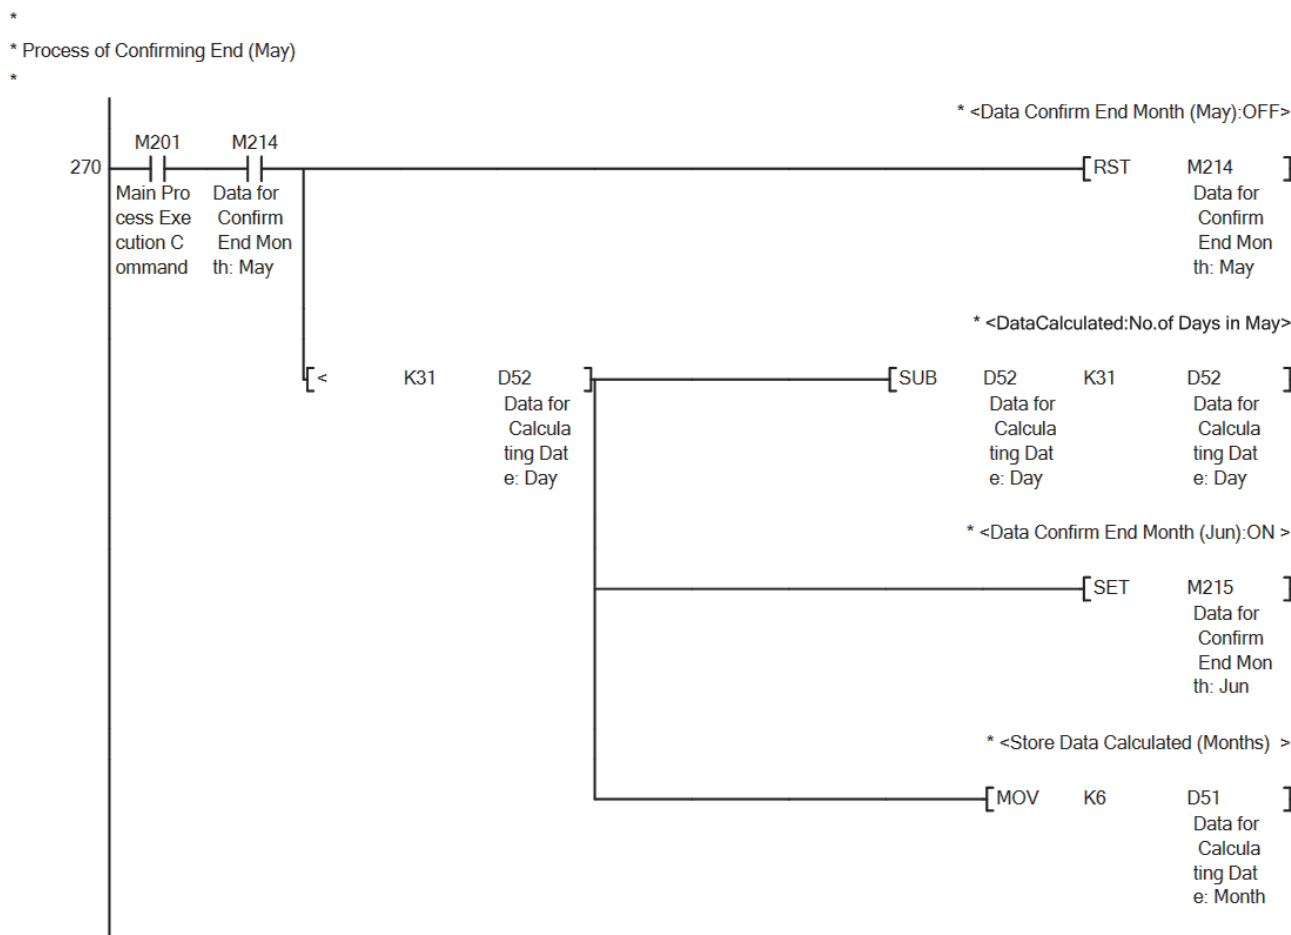 *
* Process of Confirming End (May)
*
* <Data Confirm End Month (May):OFF>
M201 M214
270 RST M214
Main Pro Data for Data for
cess Exe Confirm Confirm
cution C End Mon End Mon
ommand th: May th: May
* <DataCalculated:No.of Days in May>
< K31 D52 SUB D52 K31 D52
Data for Data for Data for
Calcula Calcula Calcula
ting Dat ting Dat ting Dat
e: Day e: Day e: Day
* <Data Confirm End Month (Jun):ON >
SET M215
Data for
Confirm
End Mon
th: Jun
* <Store Data Calculated (Months) >
MOV K6 D51
Data for
Calcula
ting Dat
e: Month